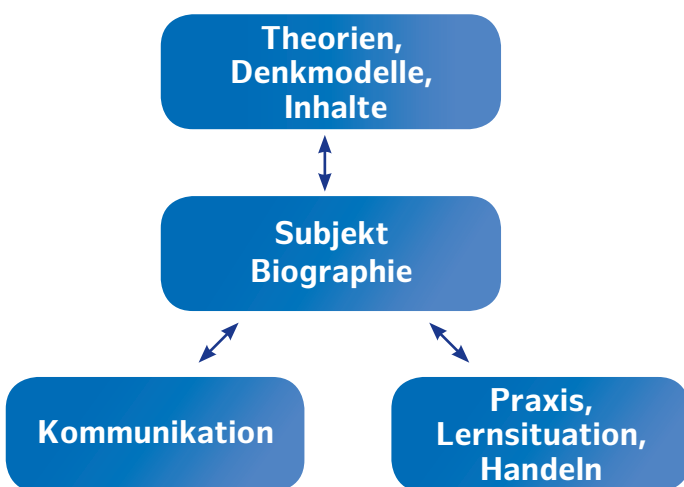 Theorien,
Denkmodelle,
Inhalte
Subjekt
Biographie
Kommunikation
Praxis,
Lernsituation,
Handeln